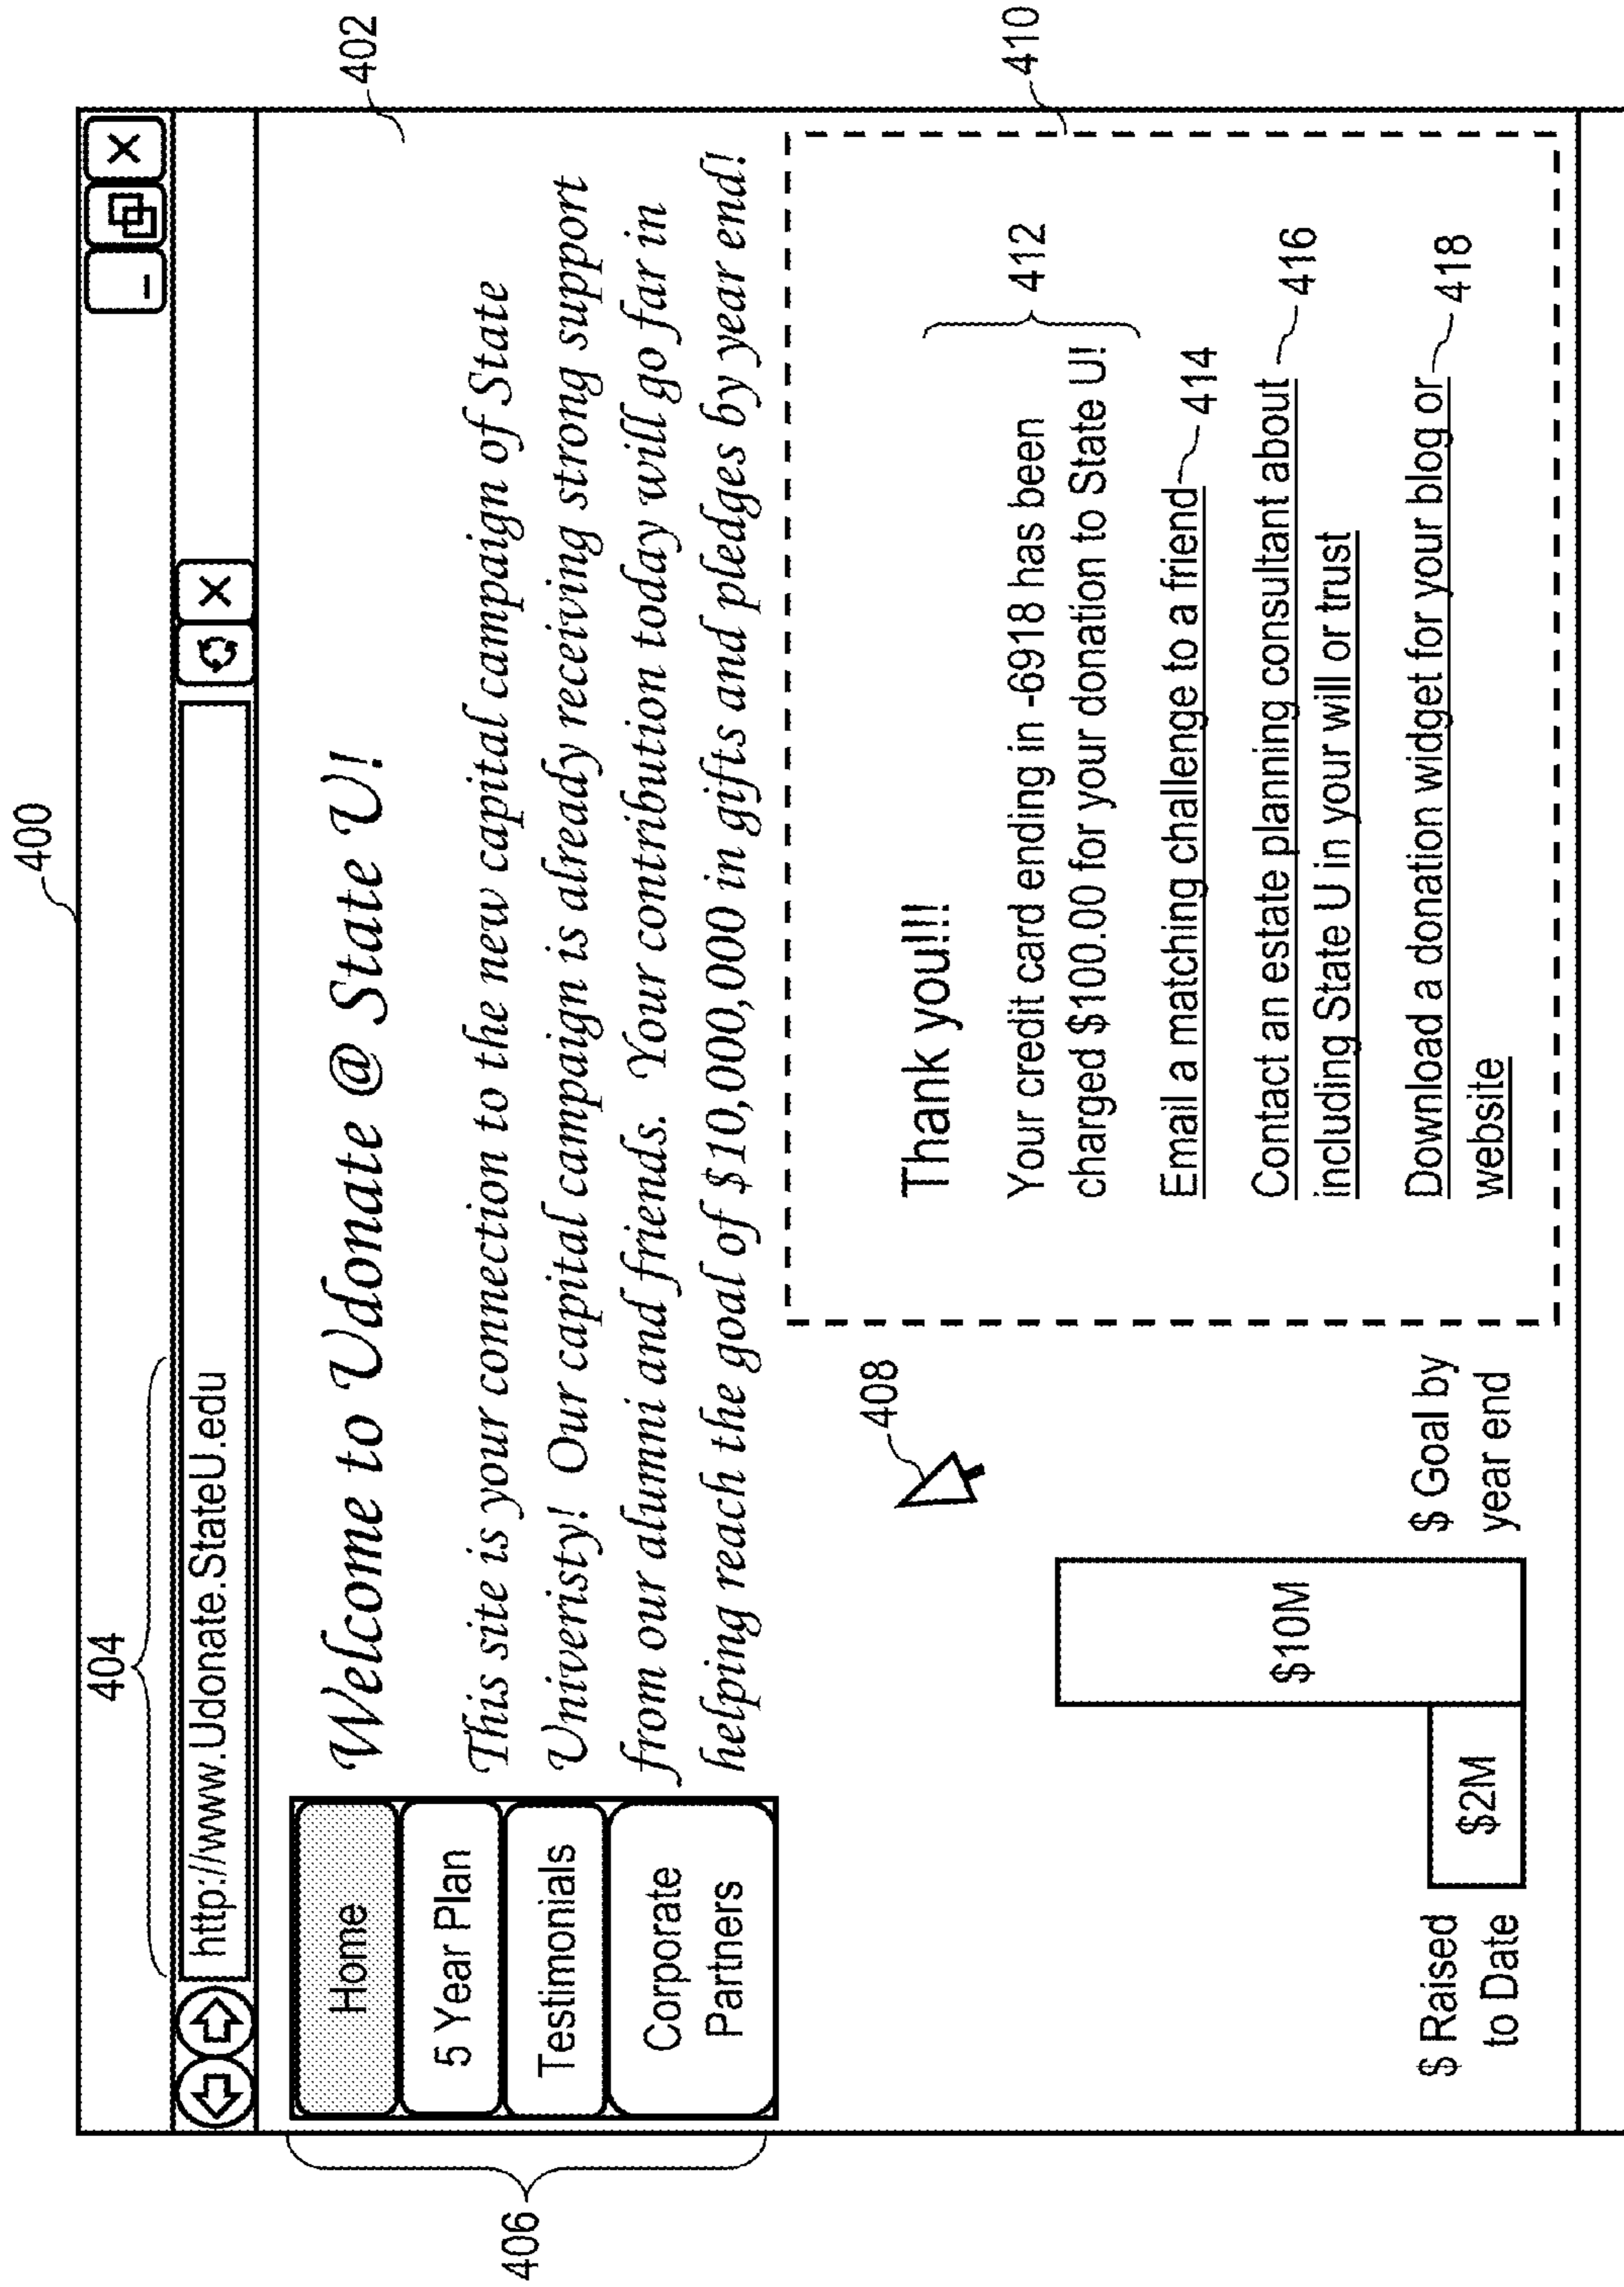 400
404
http://www.Udonate.StateU.edu
402
406
Home
5 Year Plan
Testimonials
Corporate
Partners
Welcome to Udonate @ State U!
This site is your connection to the new capital campaign of State
Univeristy! Our capital campaign is already receiving strong support
from our alumni and friends. Your contribution today will go far in
helping reach the goal of $10,000,000 in gifts and pledges by year end!
408
410
Thank you!!!
Your credit card ending in -6918 has been
charged $100.00 for your donation to State U!
412
Email a matching challenge to a friend
414
Contact an estate planning consultant about
including State U in your will or trust
416
Download a donation widget for your blog or
website
418
$ Raised
to Date
$2M
$10M
$ Goal by
year end